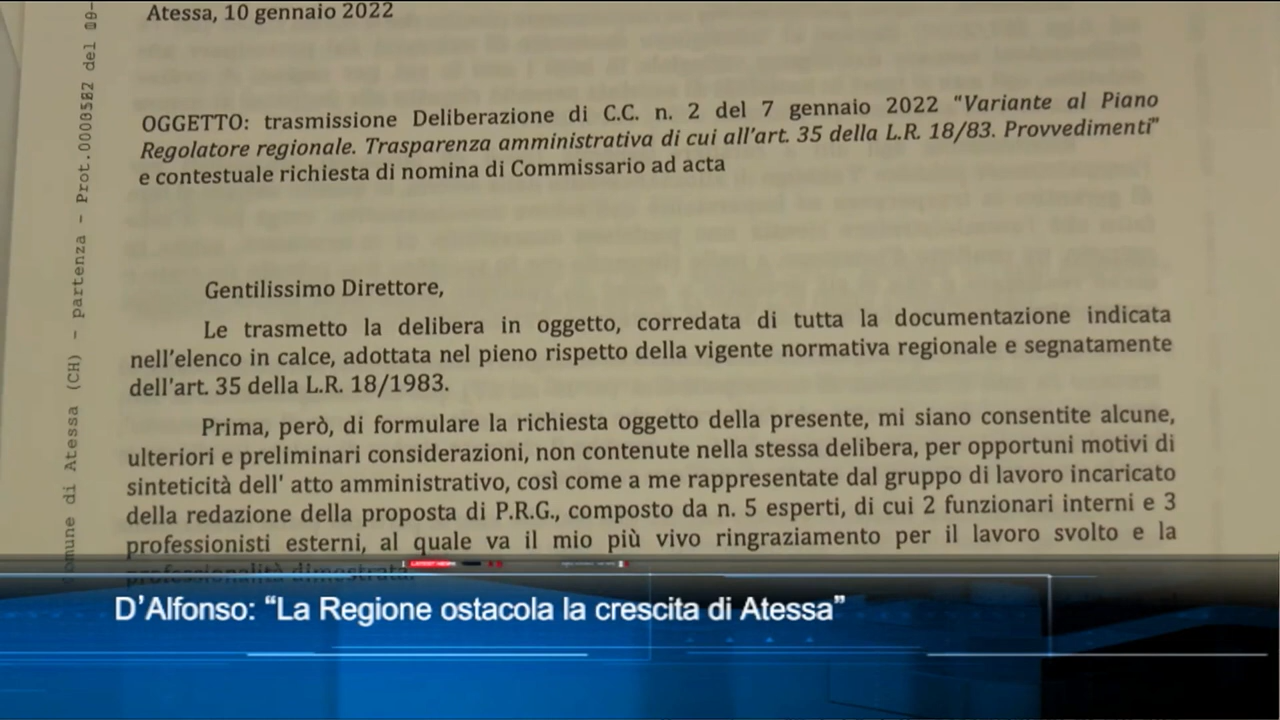 Atessa, 10 gennaio 2022
OGGETTO: trasmissione Deliberazione di C.C. n. 2 del 7 gennaio 2022 “Variante al Piano
Regolatore regionale. Trasparenza amministrativa di cui all’art. 35 della L.R. 18/83. Provvedimenti”
e contestuale richiesta di nomina di Commissario ad acta
Gentilissimo Direttore,
Le trasmetto la delibera in oggetto, corredata di tutta la documentazione indicata
nell’elenco in calce, adottata nel pieno rispetto della vigente normativa regionale e segnatamente
dell’art. 35 della L.R. 18/1983.
Prima, però, di formulare la richiesta oggetto della presente, mi siano consentite alcune,
ulteriori e preliminari considerazioni, non contenute nella stessa delibera, per opportuni motivi di
sinteticità dell’ atto amministrativo, così come a me rappresentate dal gruppo di lavoro incaricato
della redazione della proposta di P.R.G., composto da n. 5 esperti, di cui 2 funzionari interni e 3
professionisti esterni, al quale va il mio più vivo ringraziamento per il lavoro svolto e la
professionalità dimostrata.
omune di Atessa (CH) - partenza - Prot. del
LATEST NEWS
D’Alfonso: “La Regione ostacola la crescita di Atessa”